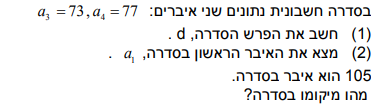 בסדרה חשבונית נתונים שני איברים: a₃ = 73, a₄ = 77
(1) חשב את הפרש הסדרה, d .
(2) מצא את האיבר הראשון בסדרה, a₁ .
105 הוא איבר בסדרה.
מהו מיקומו בסדרה?